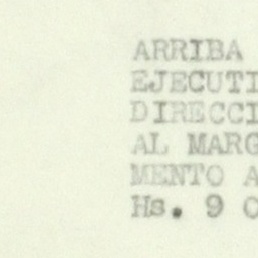 ARRIBA
EJECUTI
DIRECCI
AL MARG
MENTO A
Hs. 9 O